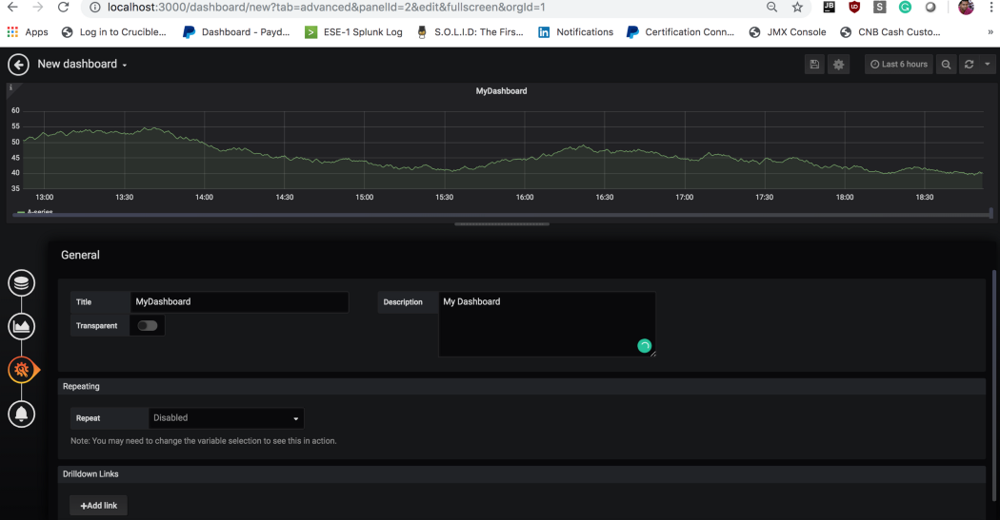 localhost:3000/dashboard/new?tab=advanced&panelId=2&edit&fullscreen&orgId=1
Apps Log in to Crucible... Dashboard - Payd... ESE-1 Splunk Log S.O.L.I.D: The Firs... Notifications Certification Conn... JMX Console CNB Cash Custo... »
New dashboard
Last 6 hours
MyDashboard
60
55
50
45
40
35
13:00 13:30 14:00 14:30 15:00 15:30 16:00 16:30 17:00 17:30 18:00 18:30
A-series
General
Title MyDashboard
Description My Dashboard
Transparent
Repeating
Repeat Disabled
Note: You may need to change the variable selection to see this in action.
Drilldown Links
+Add link